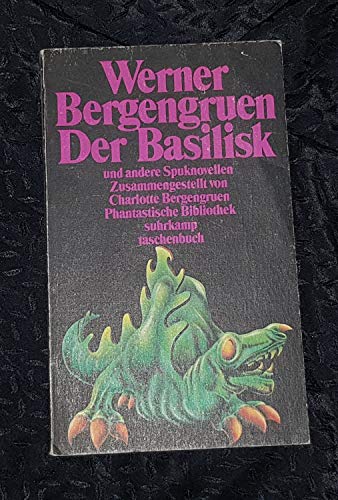 Werner
Bergengruen
Der Basilisk
und andere Spuknovellen
Zusammengestellt von
Charlotte Bergengruen
Phantastische Bibliothek
suhrkamp
taschenbuch